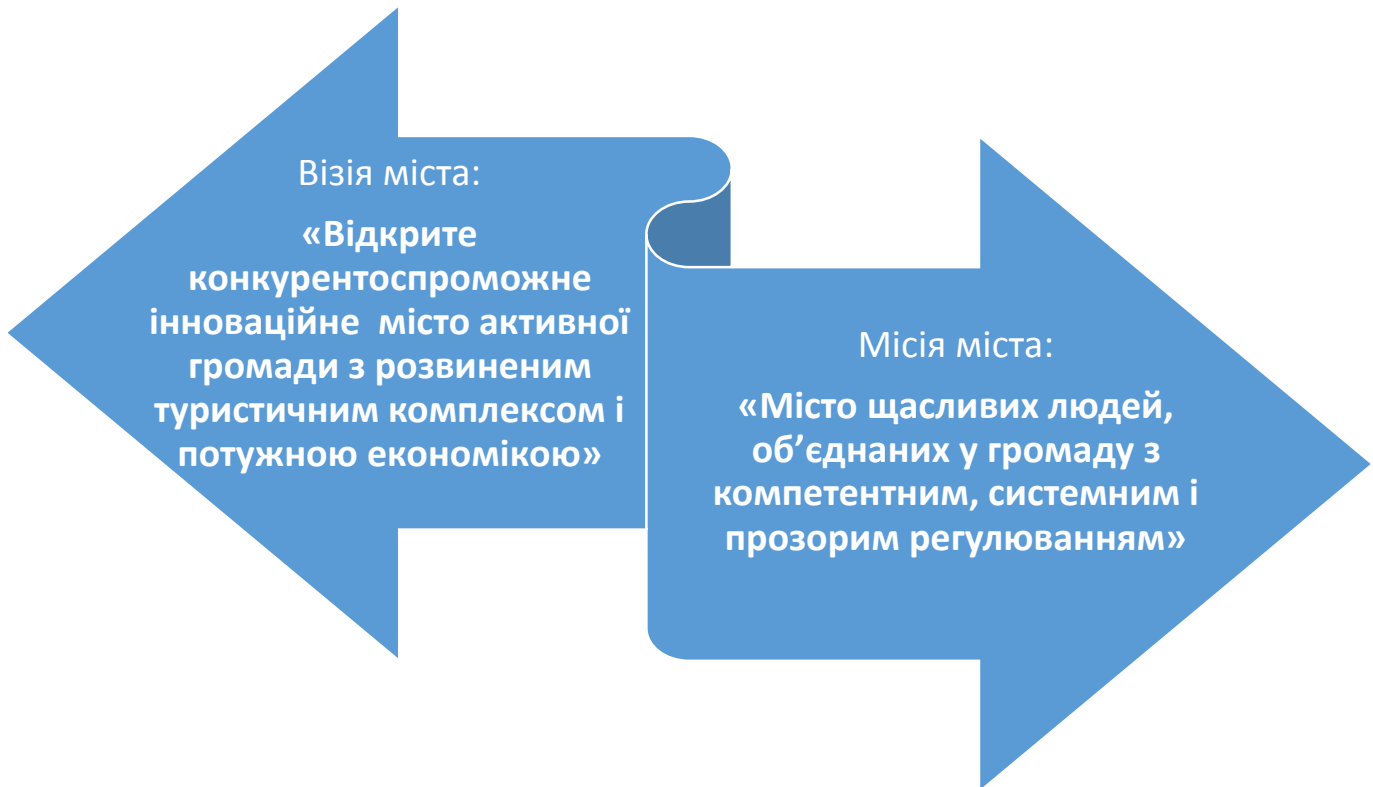 Візія міста:
«Відкрите
конкурентоспроможне
інноваційне  місто активної
громади з розвиненим
туристичним комплексом і
потужною економікою»
Місія міста:
«Місто щасливих людей,
об’єднаних у громаду з
компетентним, системним і
прозорим регулюванням»